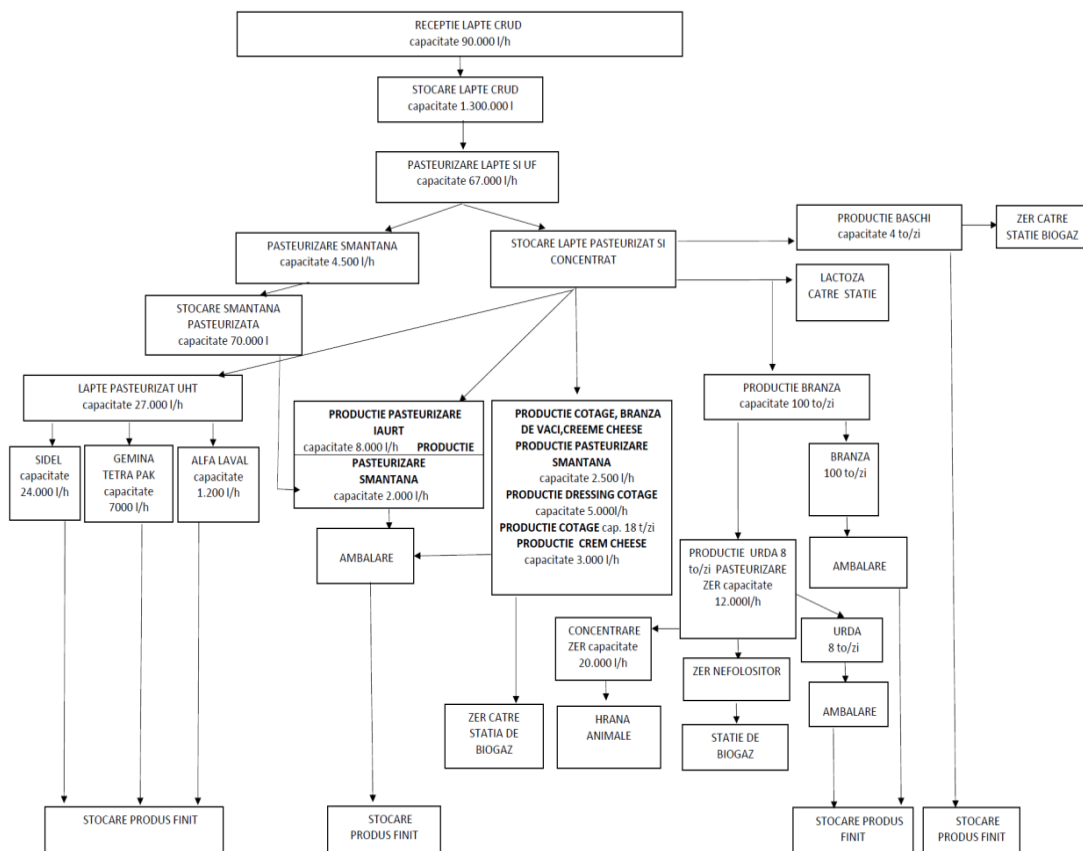 RECEPTIE LAPTE CRUD
capacitate 90.000 l/h
STOCARE LAPTE CRUD
capacitate 1.300.000 l
PASTEURIZARE LAPTE SI UF
capacitate 67.000 l/h
PASTEURIZARE SMANTANA
capacitate 4.500 l/h
STOCARE LAPTE PASTEURIZAT SI
CONCENTRAT
PRODUCTIE BASCHI
capacitate 4 to/zi
ZER CATRE
STATIE BIOGAZ
LACTOZA
CATRE STATIE
STOCARE SMANTANA
PASTEURIZATA
capacitate 70.000 l
LAPTE PASTEURIZAT UHT
capacitate 27.000 l/h
PRODUCTIE BRANZA
capacitate 100 to/zi
SIDEL
capacitate
24.000 l/h
GEMINA
TETRA PAK
capacitate
7000 l/h
ALFA LAVAL
capacitate
1.200 l/h
PRODUCTIE PASTEURIZARE
IAURT
capacitate 8.000 l/h PRODUCTIE
PASTEURIZARE
SMANTANA
capacitate 2.000 l/h
PRODUCTIE COTAGE, BRANZA
DE VACI,CREEME CHEESE
PRODUCTIE PASTEURIZARE
SMANTANA
capacitate 2.500 l/h
PRODUCTIE DRESSING COTAGE
capacitate 5.000l/h
PRODUCTIE COTAGE cap. 18 t/zi
PRODUCTIE CREM CHEESE
capacitate 3.000 l/h
BRANZA
100 to/zi
AMBALARE
AMBALARE
PRODUCTIE URDA 8
to/zi PASTEURIZARE
ZER capacitate
12.000l/h
CONCENTRARE
ZER capacitate
20.000 l/h
URDA
8 to/zi
ZER NEFOLOSITOR
AMBALARE
ZER CATRE
STATIA DE
BIOGAZ
HRANA
ANIMALE
STATIE DE
BIOGAZ
STOCARE PRODUS FINIT
STOCARE
PRODUS FINIT
STOCARE PRODUS
FINIT
STOCARE
PRODUS FINIT